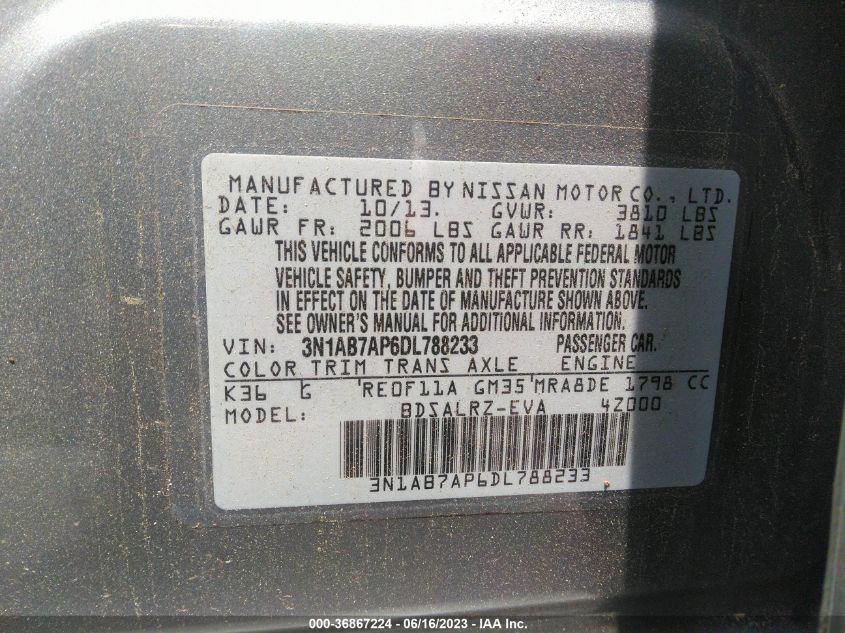 MANUFACTURED BY NISSAN MOTOR CO., LTD.
DATE: 10/13. GVWR: 3810 LBS
GAWR FR: 2006 LBS GAWR RR: 1841 LBS
THIS VEHICLE CONFORMS TO ALL APPLICABLE FEDERAL MOTOR
VEHICLE SAFETY, BUMPER AND THEFT PREVENTION STANDARDS
IN EFFECT ON THE DATE OF MANUFACTURE SHOWN ABOVE.
SEE OWNER'S MANUAL FOR ADDITIONAL INFORMATION.
VIN: 3N1AB7AP6DL788233 PASSENGER CAR.
COLOR TRIM TRANS AXLE ENGINE
K36 G RE0F11A GM35 MRA8DE 1798 CC
MODEL: BDSALRZ-EVA 4Z000
3N1AB7AP6DL788233
000-36867224 - 06/16/2023 - IAA Inc.